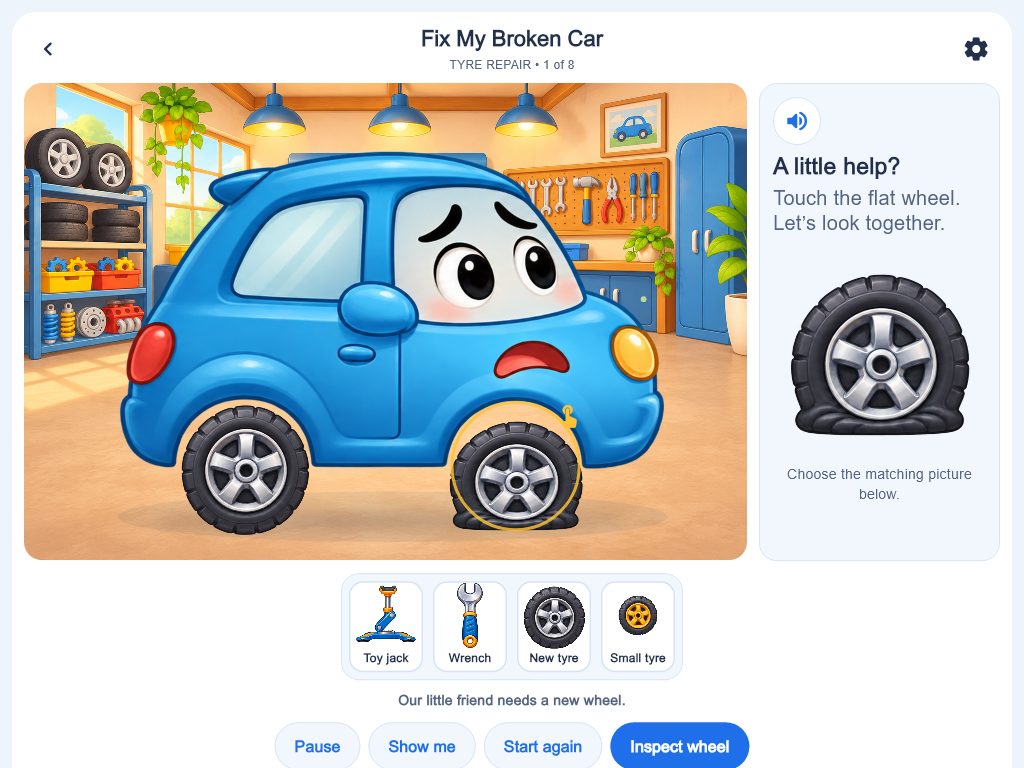 Fix My Broken Car
TYRE REPAIR • 1 of 8
A little help?
Touch the flat wheel.
Let’s look together.
Choose the matching picture
below.
Toy jack
Wrench
New tyre
Small tyre
Our little friend needs a new wheel.
Pause
Show me
Start again
Inspect wheel